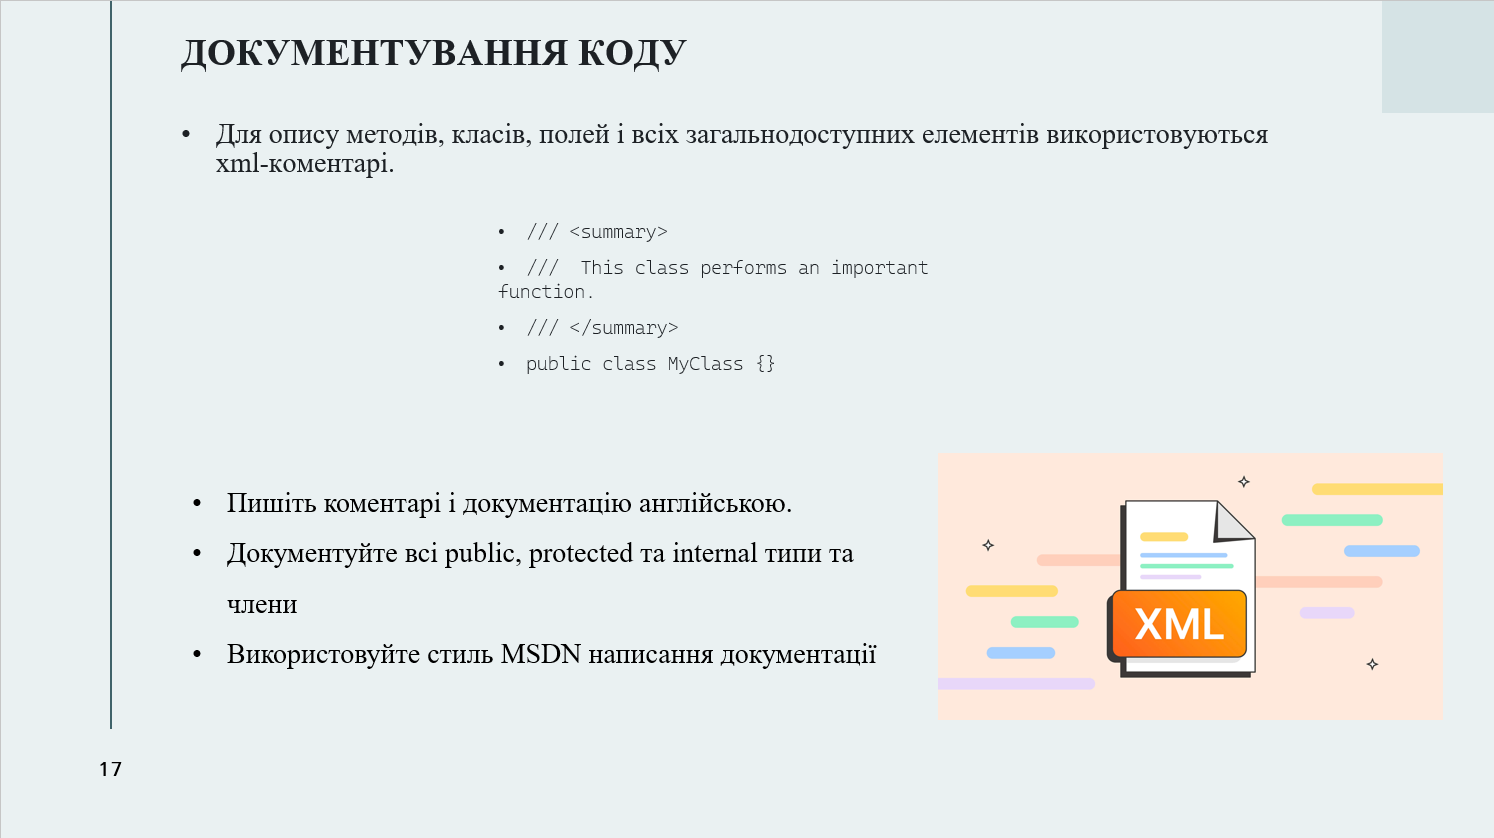 ДОКУМЕНТУВАННЯ КОДУ
• Для опису методів, класів, полей і всіх загальнодоступних елементів використовуються
xml-коментарі.
• /// <summary>
• ///  This class performs an important
function.
• /// </summary>
• public class MyClass {}
• Пишіть коментарі і документацію англійською.
• Документуйте всі public, protected та internal типи та
члени
• Використовуйте стиль MSDN написання документації
XML
17